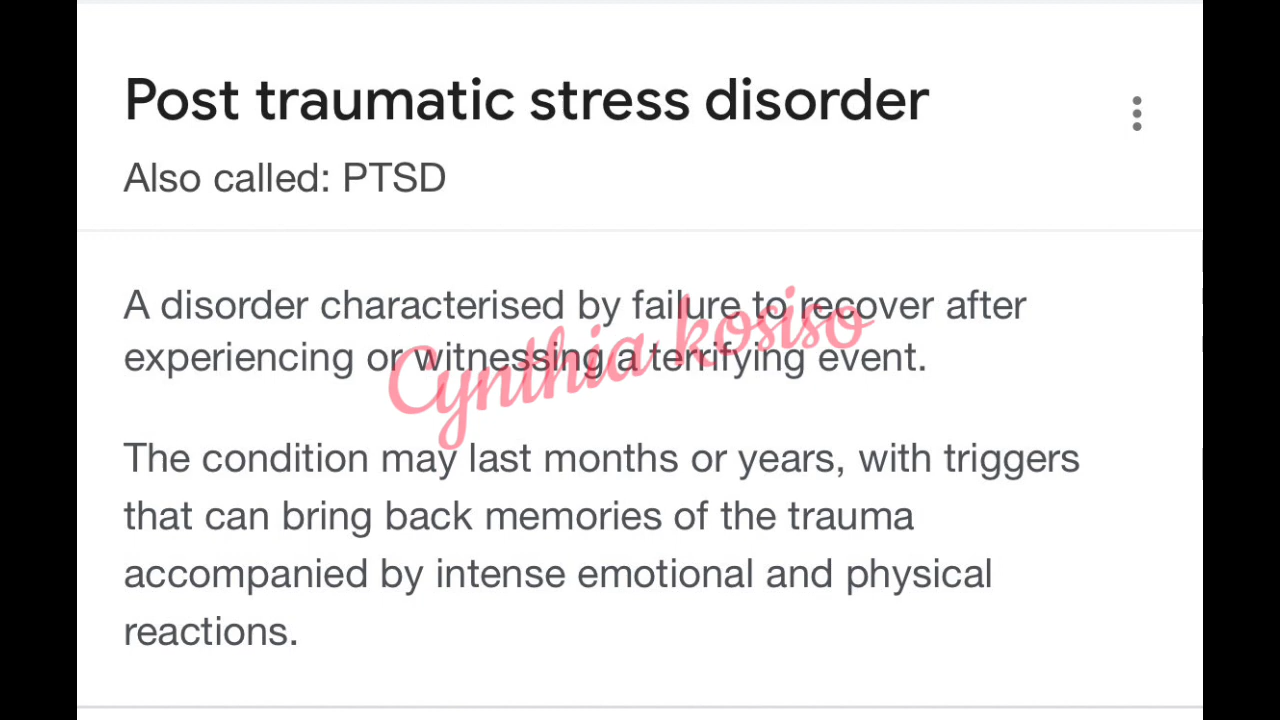 Post traumatic stress disorder
Also called: PTSD
A disorder characterised by failure to recover after
experiencing or witnessing a terrifying event.
Cynthia kosiso
The condition may last months or years, with triggers
that can bring back memories of the trauma
accompanied by intense emotional and physical
reactions.